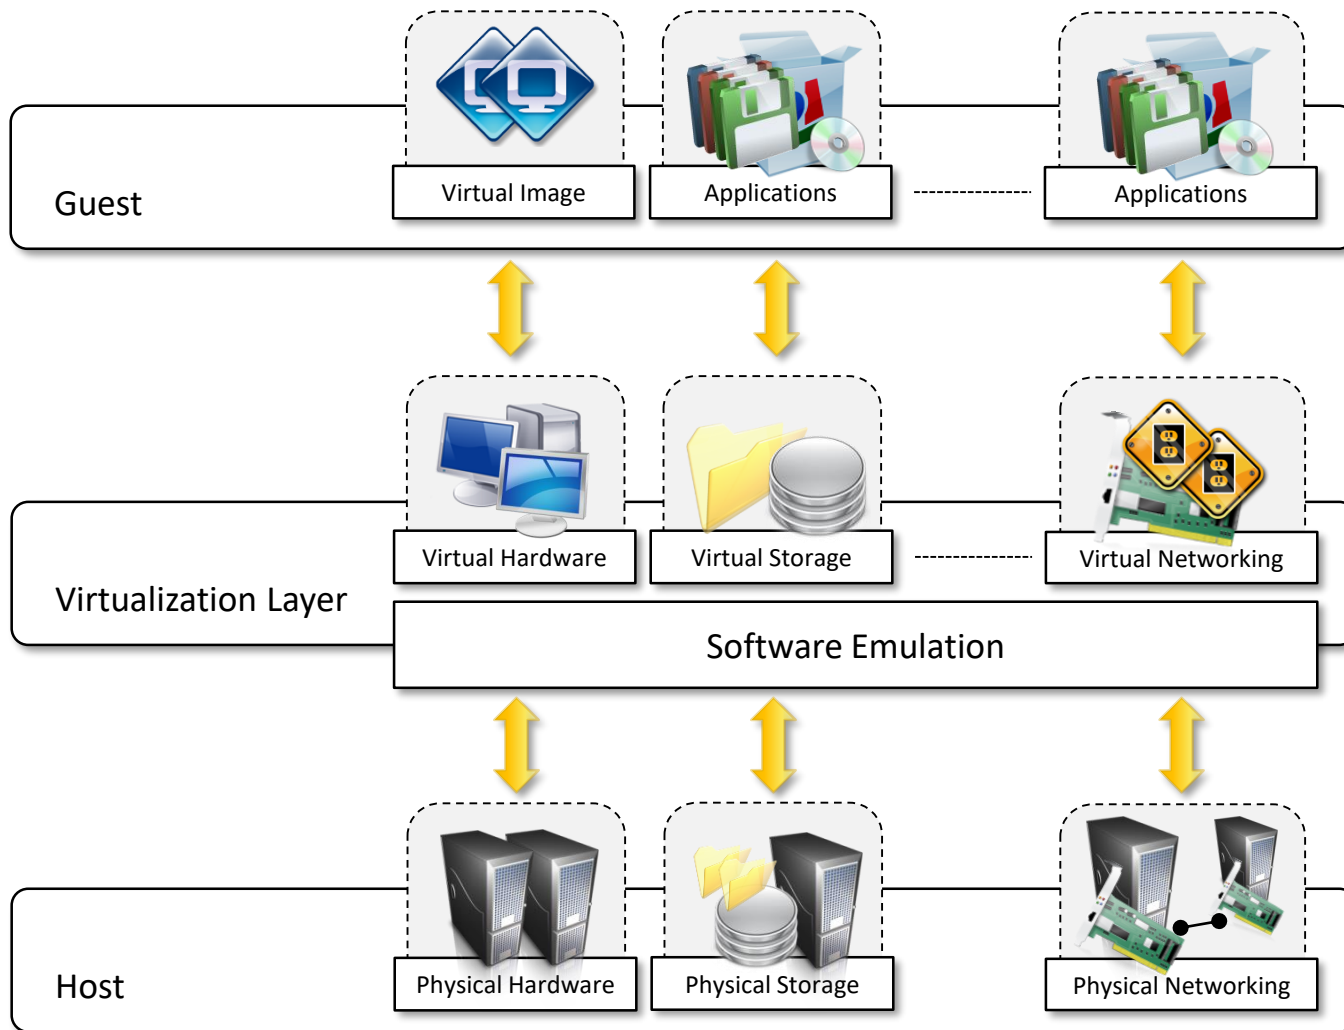 Virtual Image
Applications
Applications
Guest
Virtual Hardware
Virtual Storage
Virtual Networking
Virtualization Layer
Software Emulation
Physical Hardware
Physical Storage
Physical Networking
Host